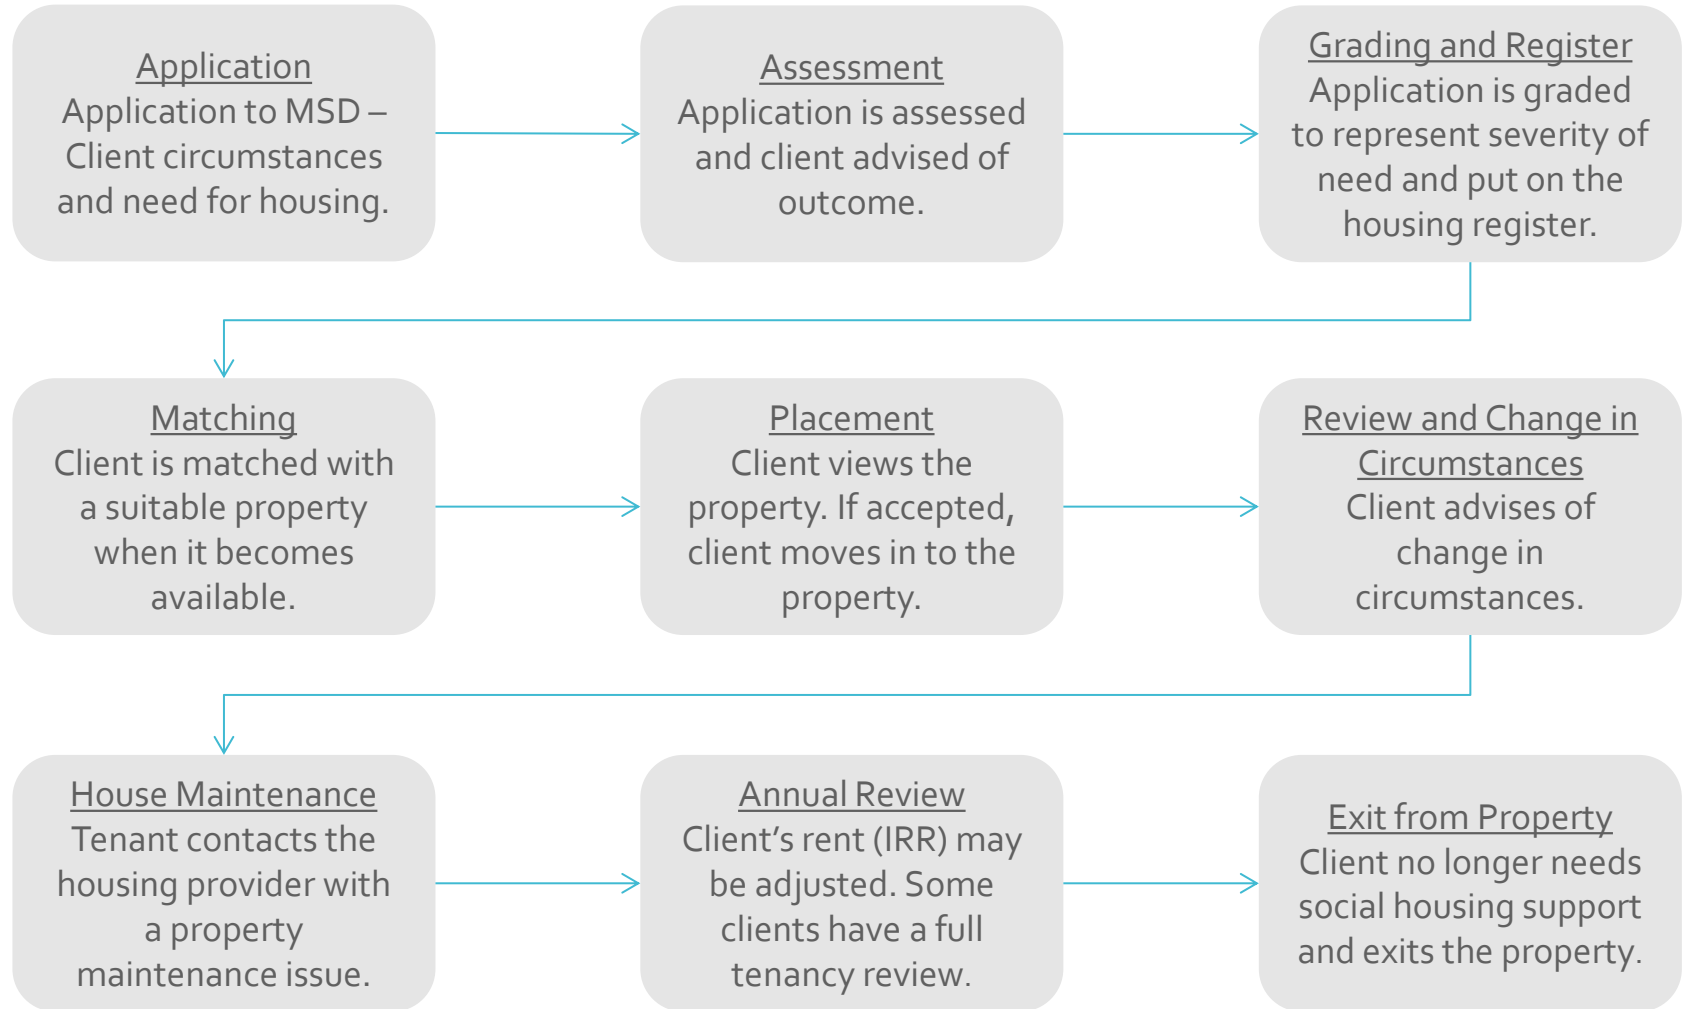 Application
Application to MSD –
Client circumstances
and need for housing.
Assessment
Application is assessed
and client advised of
outcome.
Grading and Register
Application is graded
to represent severity of
need and put on the
housing register.
Matching
Client is matched with
a suitable property
when it becomes
available.
Placement
Client views the
property. If accepted,
client moves in to the
property.
Review and Change in
Circumstances
Client advises of
change in
circumstances.
House Maintenance
Tenant contacts the
housing provider with
a property
maintenance issue.
Annual Review
Client’s rent (IRR) may
be adjusted. Some
clients have a full
tenancy review.
Exit from Property
Client no longer needs
social housing support
and exits the property.